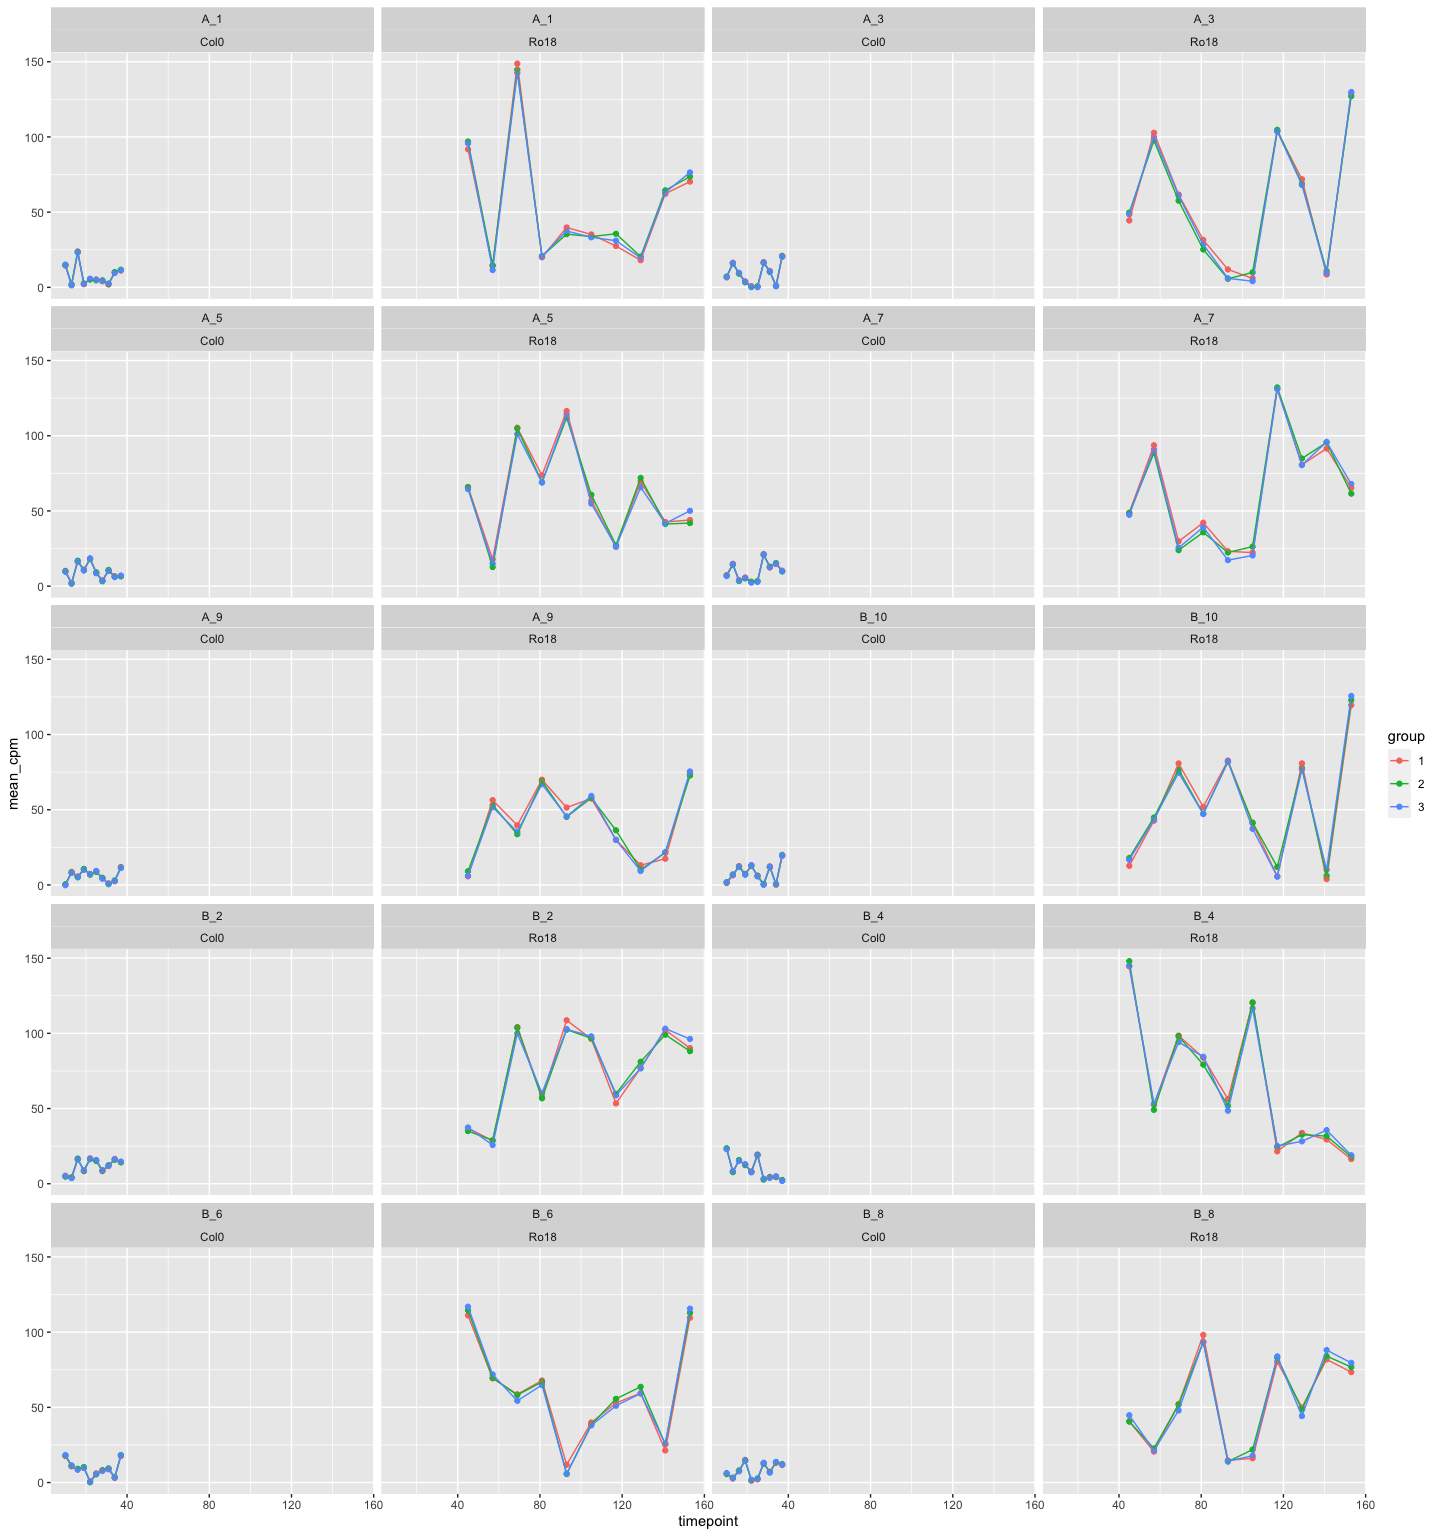 A_1 A_1 A_3 A_3
Col0 Ro18 Col0 Ro18
150
100
50
0
A_5 A_5 A_7 A_7
Col0 Ro18 Col0 Ro18
150
100
50
0
A_9 A_9 B_10 B_10
Col0 Ro18 Col0 Ro18
150
100
50
0
mean_cpm
group
1
2
3
B_2 B_2 B_4 B_4
Col0 Ro18 Col0 Ro18
150
100
50
0
B_6 B_6 B_8 B_8
Col0 Ro18 Col0 Ro18
150
100
50
0
40 80 120 160 40 80 120 160 40 80 120 160 40 80 120 160
timepoint